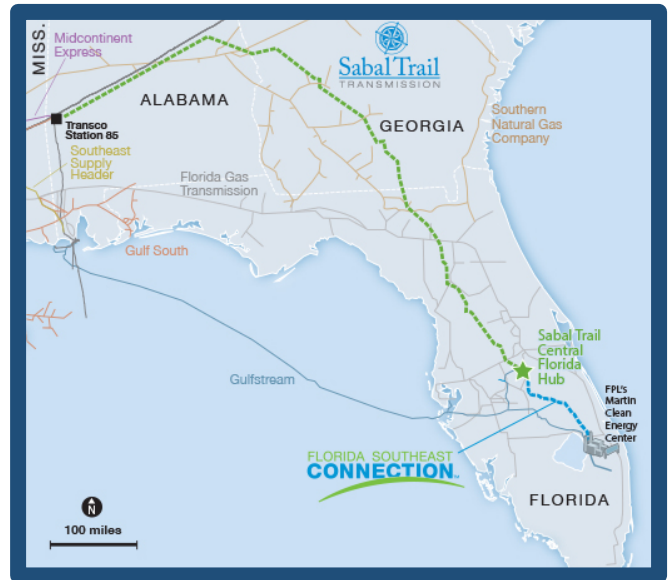 MISS.
Midcontinent
Express
Sabal Trail
TRANSMISSION
ALABAMA
Transco
Station 85
GEORGIA
Southern
Natural Gas
Company
Southeast
Supply
Header
Florida Gas
Transmission
Gulf South
Gulfstream
Sabal Trail
Central
Florida
Hub
FPL's
Martin
Clean
Energy
Center
FLORIDA SOUTHEAST
CONNECTION
FLORIDA
N
100 miles